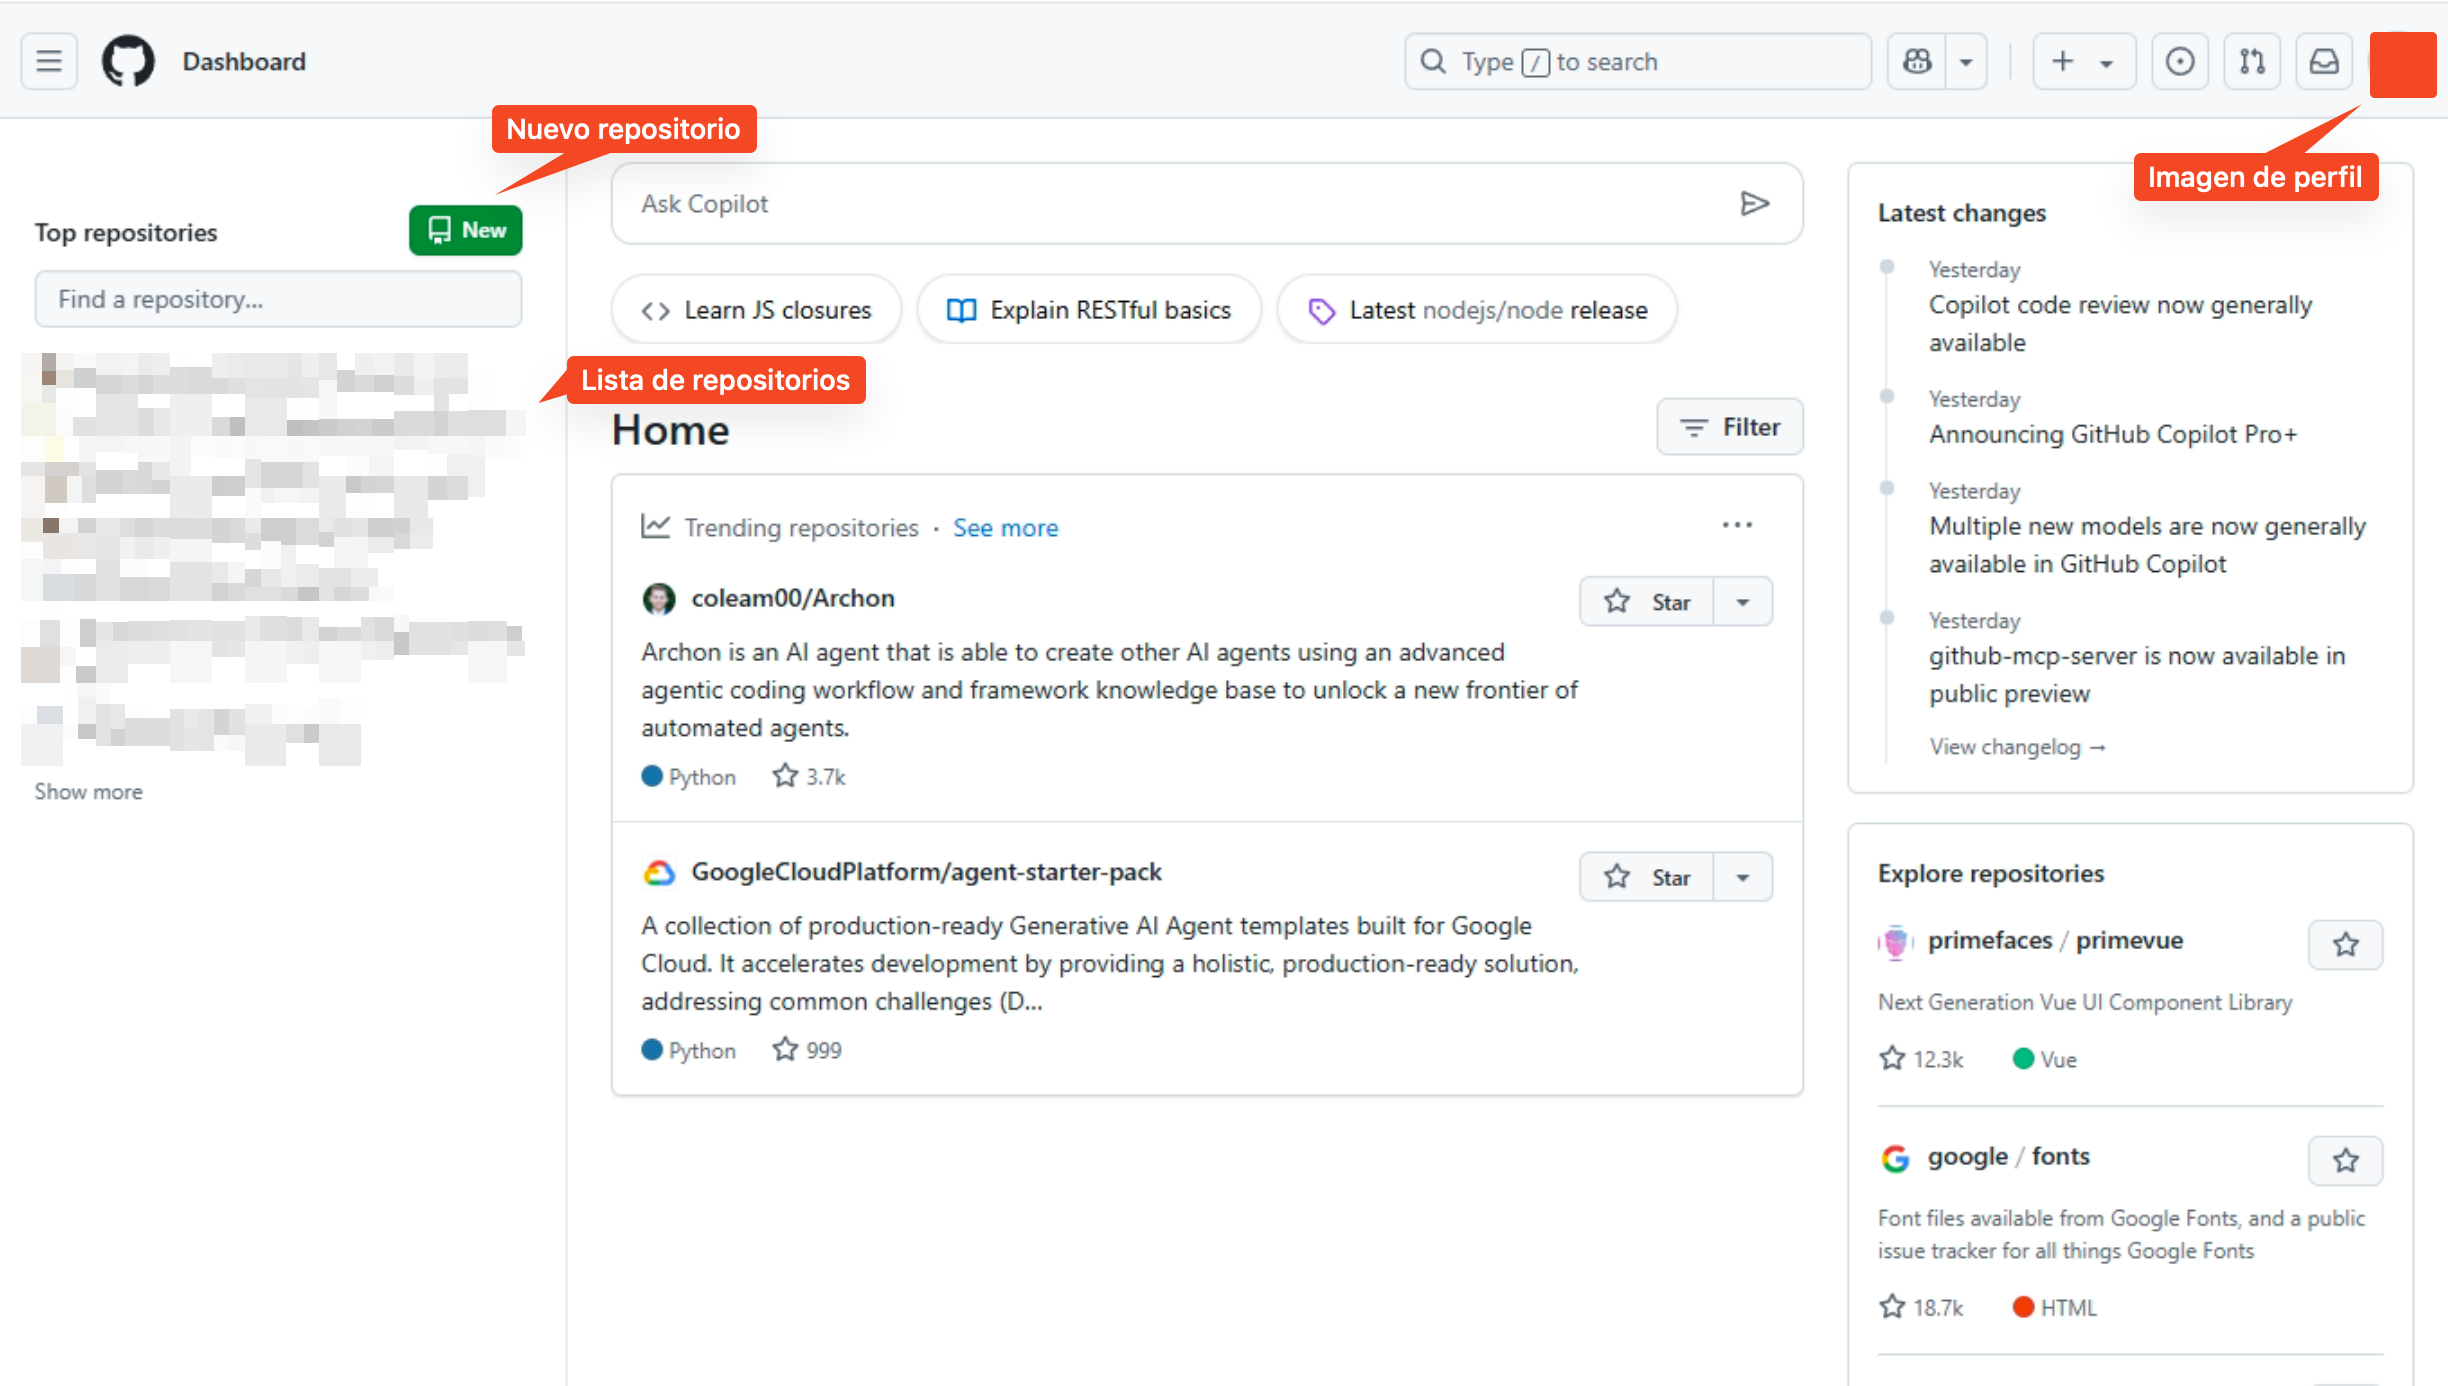 Dashboard
Type / to search
Nuevo repositorio
Imagen de perfil
Top repositories
New
Find a repository...
Lista de repositorios
Show more
Ask Copilot
Learn JS closures
Explain RESTful basics
Latest nodejs/node release
Home
Filter
Trending repositories · See more
coleam00/Archon
Star
Archon is an AI agent that is able to create other AI agents using an advanced
agentic coding workflow and framework knowledge base to unlock a new frontier of
automated agents.
Python 3.7k
GoogleCloudPlatform/agent-starter-pack
Star
A collection of production-ready Generative AI Agent templates built for Google
Cloud. It accelerates development by providing a holistic, production-ready solution,
addressing common challenges (D...
Python 999
Latest changes
Yesterday
Copilot code review now generally
available
Yesterday
Announcing GitHub Copilot Pro+
Yesterday
Multiple new models are now generally
available in GitHub Copilot
Yesterday
github-mcp-server is now available in
public preview
View changelog →
Explore repositories
primefaces / primevue
Next Generation Vue UI Component Library
12.3k Vue
google / fonts
Font files available from Google Fonts, and a public
issue tracker for all things Google Fonts
18.7k HTML